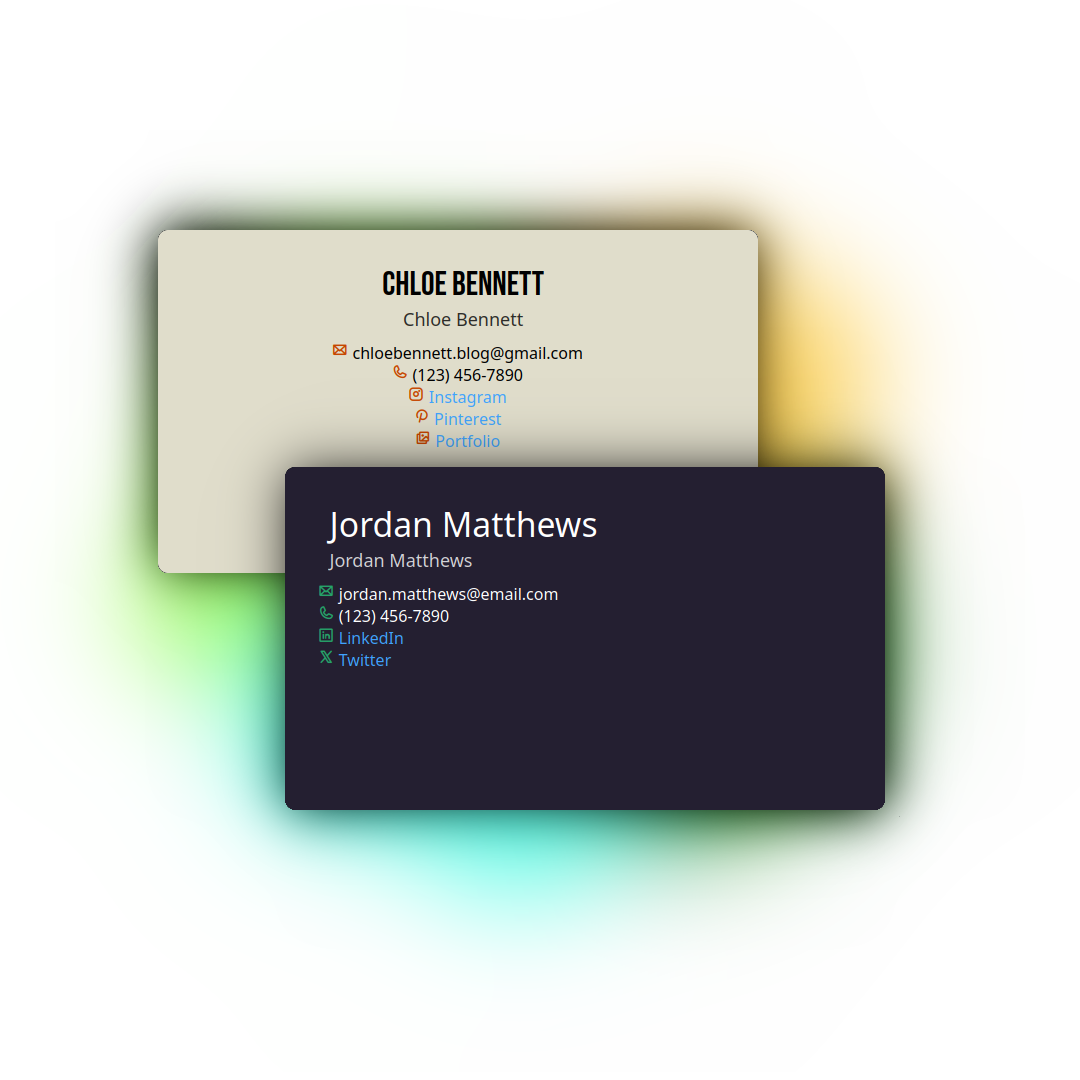 CHLOE BENNETT
Chloe Bennett
chloebennett.blog@gmail.com
(123) 456-7890
Instagram
Pinterest
Portfolio
Jordan Matthews
Jordan Matthews
jordan.matthews@email.com
(123) 456-7890
LinkedIn
Twitter